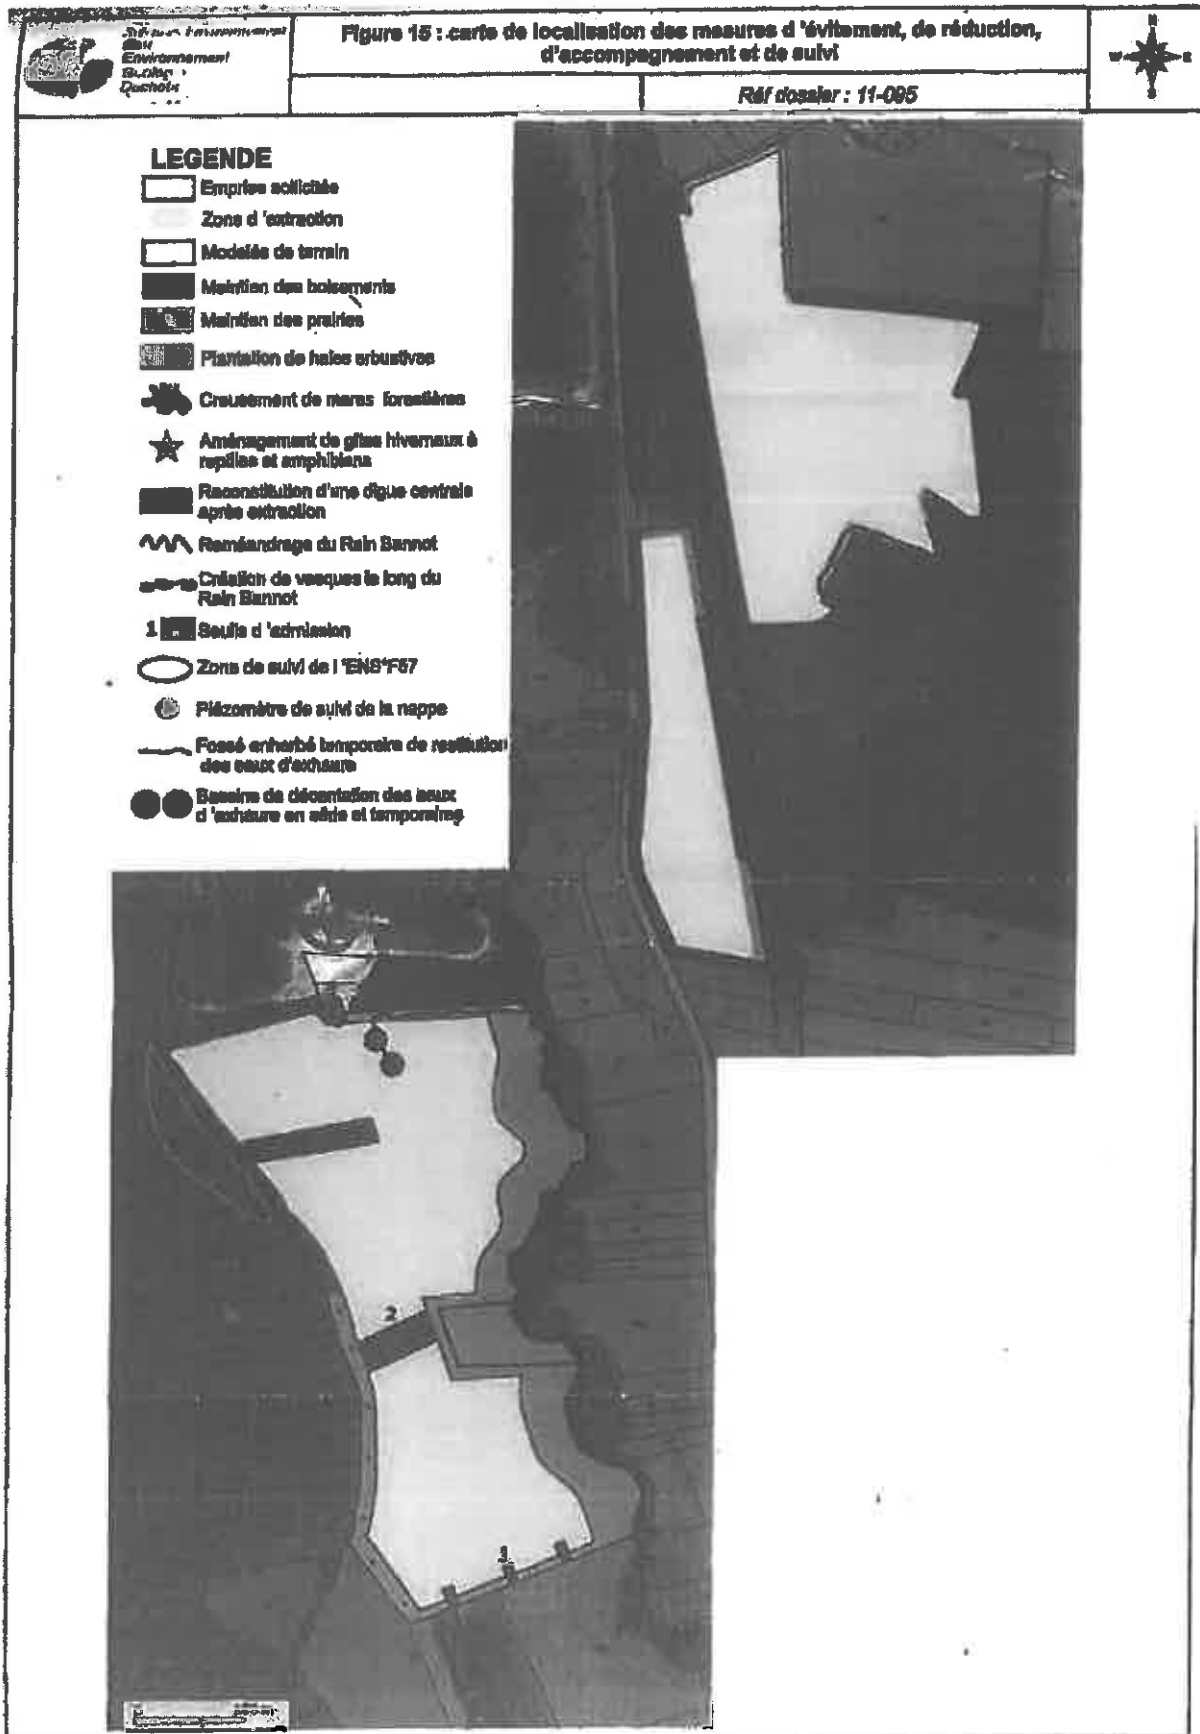 Environnement
Figure 15 : carte de localisation des mesures d 'évitement, de réduction,
d'accompagnement et de suivi
Réf dossier : 11-095
N
W
E
S
LEGENDE
Emprise sollicitée
Zone d 'extraction
Modelés de terrain
Maintien des boisements
Maintien des prairies
Plantation de haies arbustives
Creusement de mares forestières
Aménagement de gîtes hivernaux à
reptiles et amphibiens
Reconstitution d'une digue centrale
après extraction
Reméandrage du Rain Bannot
Création de vasques le long du
Rain Bannot
1 Seuils d 'admission
Zone de suivi de l 'ENS*F57
Piézomètre de suivi de la nappe
Fossé enherbé temporaire de restitution
des eaux d'exhaure
Bassins de décantation des eaux
d 'exhaure en série et temporaires
2
1